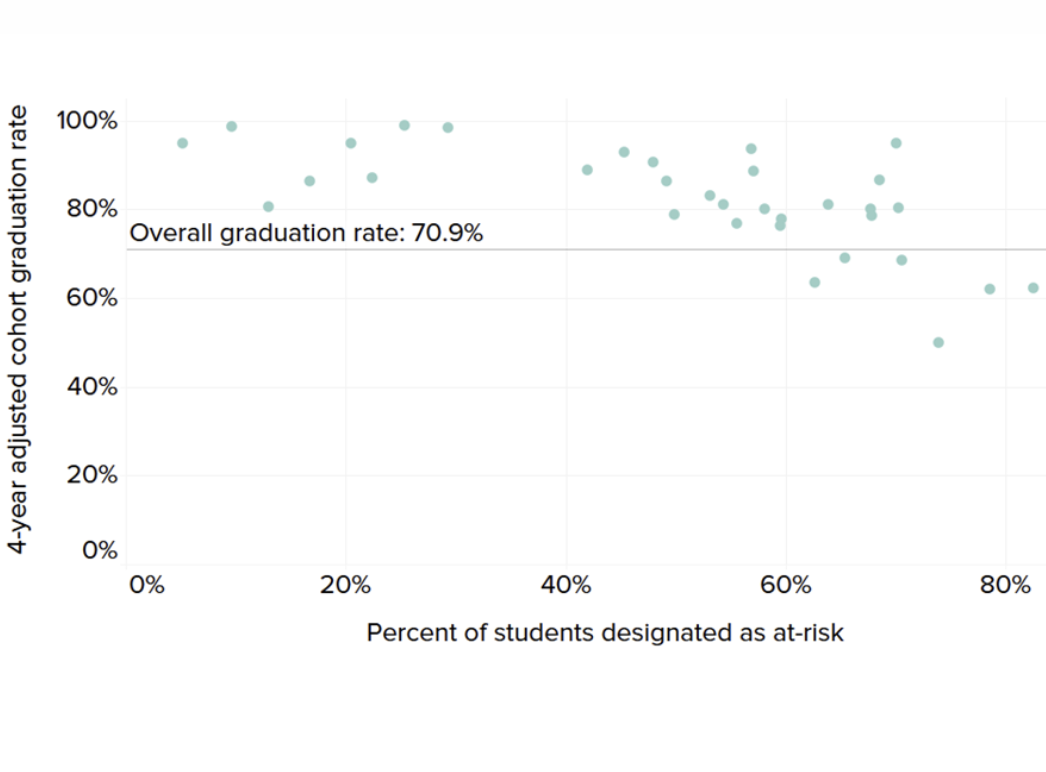 4-year adjusted cohort graduation rate
100%
80%
Overall graduation rate: 70.9%
60%
40%
20%
0%
0% 20% 40% 60% 80%
Percent of students designated as at-risk